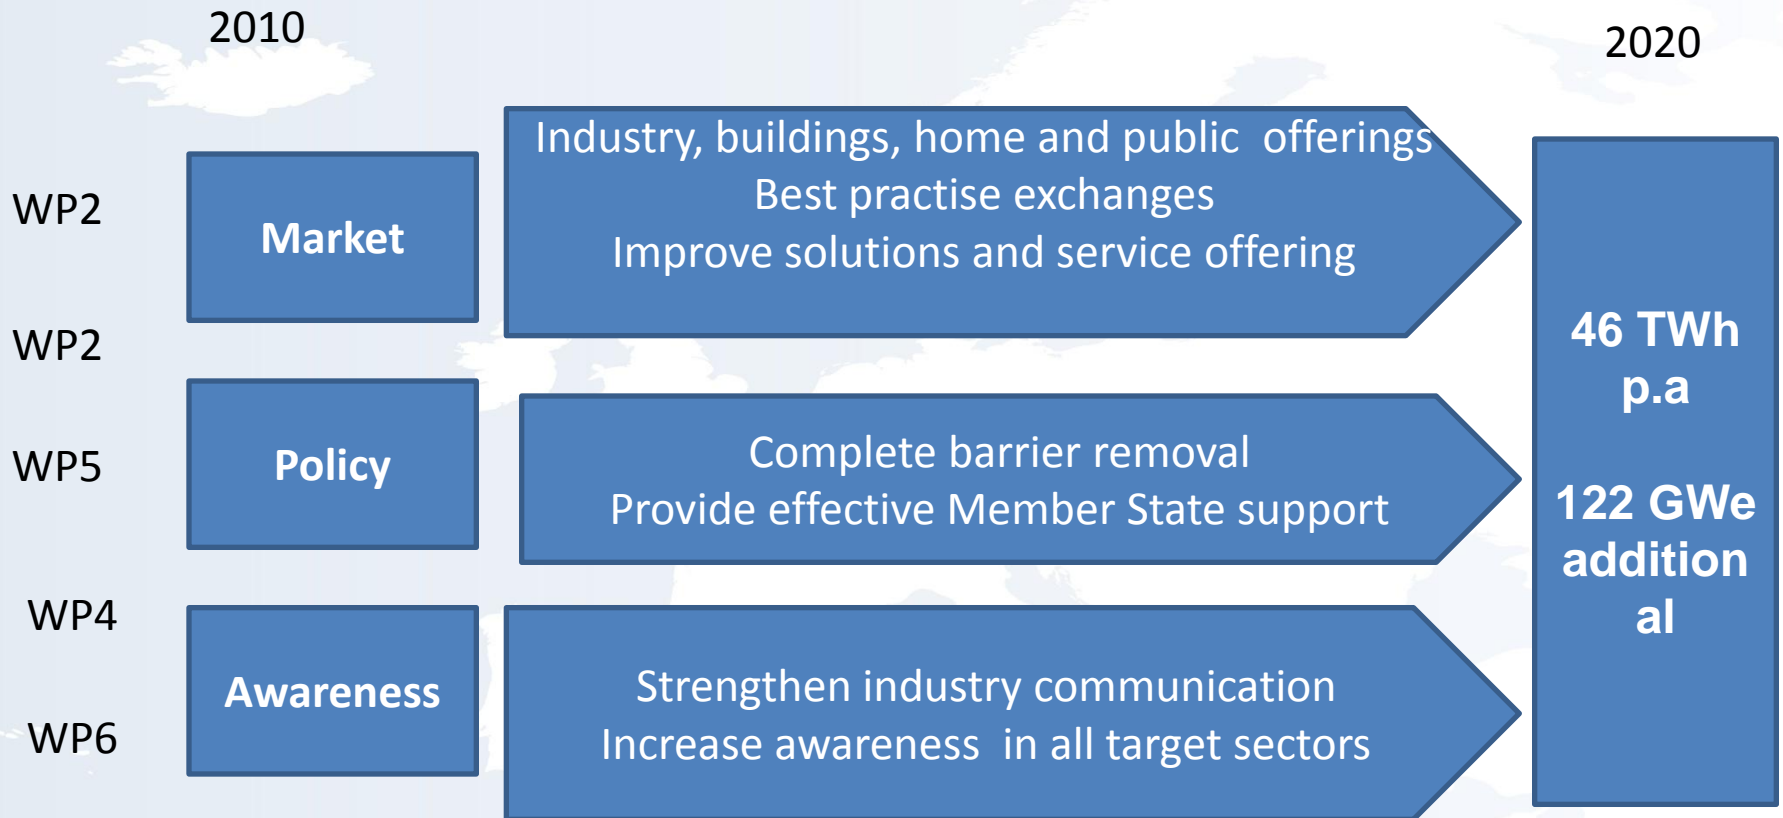 2010
2020
WP2
Market
Industry, buildings, home and public offerings
Best practise exchanges
Improve solutions and service offering
WP2
WP5
Policy
Complete barrier removal
Provide effective Member State support
WP4
Awareness
WP6
Strengthen industry communication
Increase awareness in all target sectors
46 TWh
p.a
122 GWe
addition
al